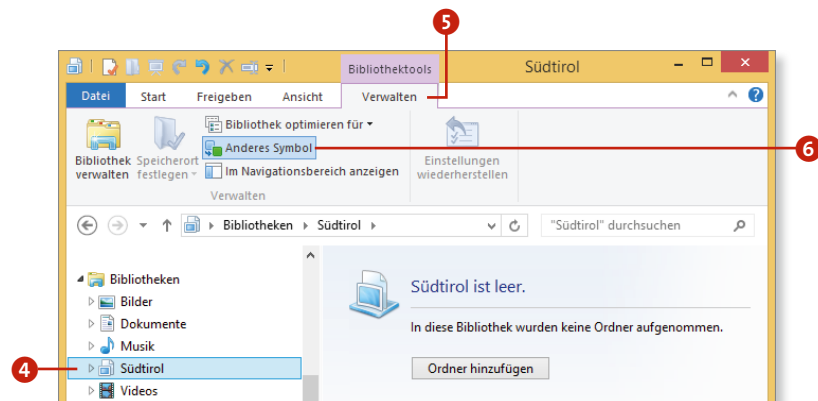 5
Bibliothektools
Südtirol
Datei
Start
Freigeben
Ansicht
Verwalten
Bibliothek verwalten
Speicherort festlegen
Bibliothek optimieren für
Anderes Symbol
6
Im Navigationsbereich anzeigen
Einstellungen wiederherstellen
Verwalten
Bibliotheken
Südtirol
"Südtirol" durchsuchen
Bibliotheken
Bilder
Dokumente
Musik
4
Südtirol
Videos
Südtirol ist leer.
In diese Bibliothek wurden keine Ordner aufgenommen.
Ordner hinzufügen